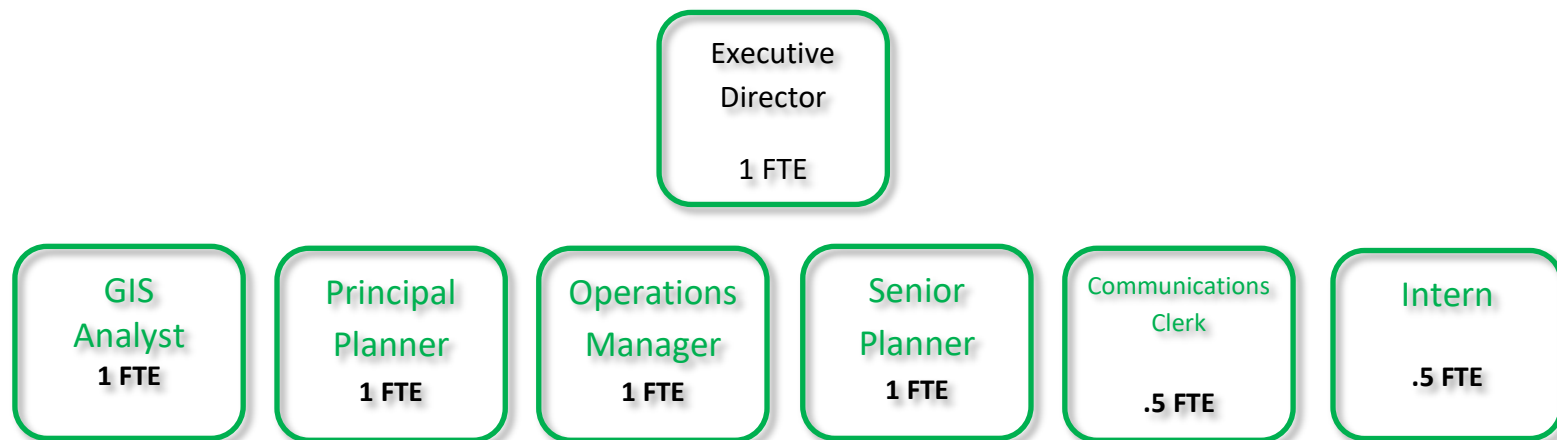 Executive
Director
1 FTE
GIS
Analyst
1 FTE
Principal
Planner
1 FTE
Operations
Manager
1 FTE
Senior
Planner
1 FTE
Communications
Clerk
.5 FTE
Intern
.5 FTE